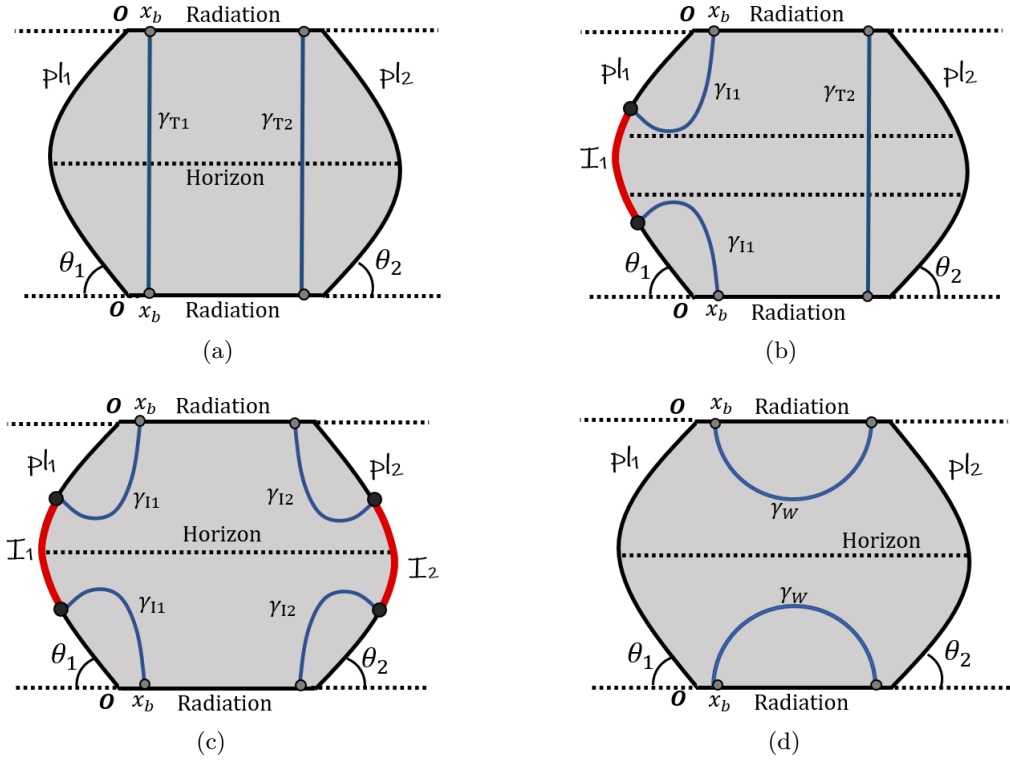 O x_b Radiation
pl₁ pl₂
γ_T1 γ_T2
Horizon
θ₁ θ₂
O x_b Radiation
(a)
O x_b Radiation
pl₁ γ_I1 γ_T2 pl₂
I₁
γ_I1
θ₁ θ₂
O x_b Radiation
(b)
O x_b Radiation
pl₁ γ_I1 γ_I2 pl₂
Horizon
I₁ I₂
γ_I1 γ_I2
θ₁ θ₂
O x_b Radiation
(c)
O x_b Radiation
pl₁ pl₂
γ_W
Horizon
γ_W
θ₁ θ₂
O x_b Radiation
(d)